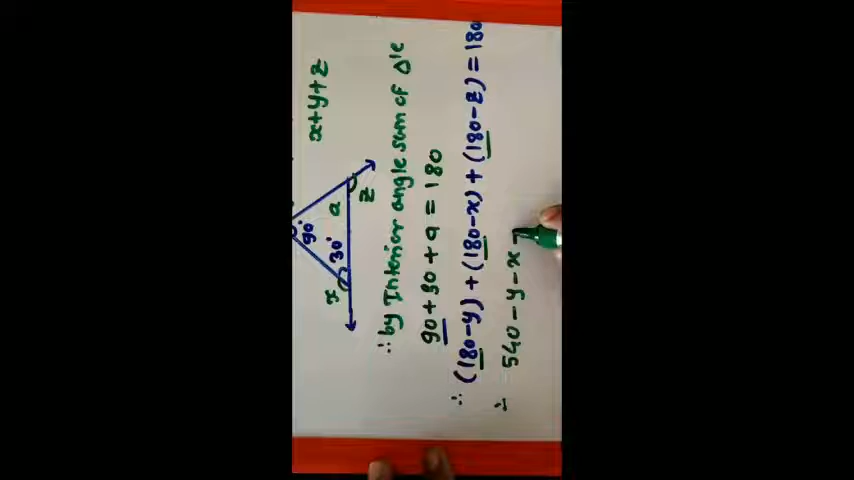 x+y+z
90°
30°
a
x
z
∴ by Interior angle sum of Δ'le
90+30+a = 180
∴ (180-y) + (180-x) + (180-z) = 180
∴ 540-y-x-